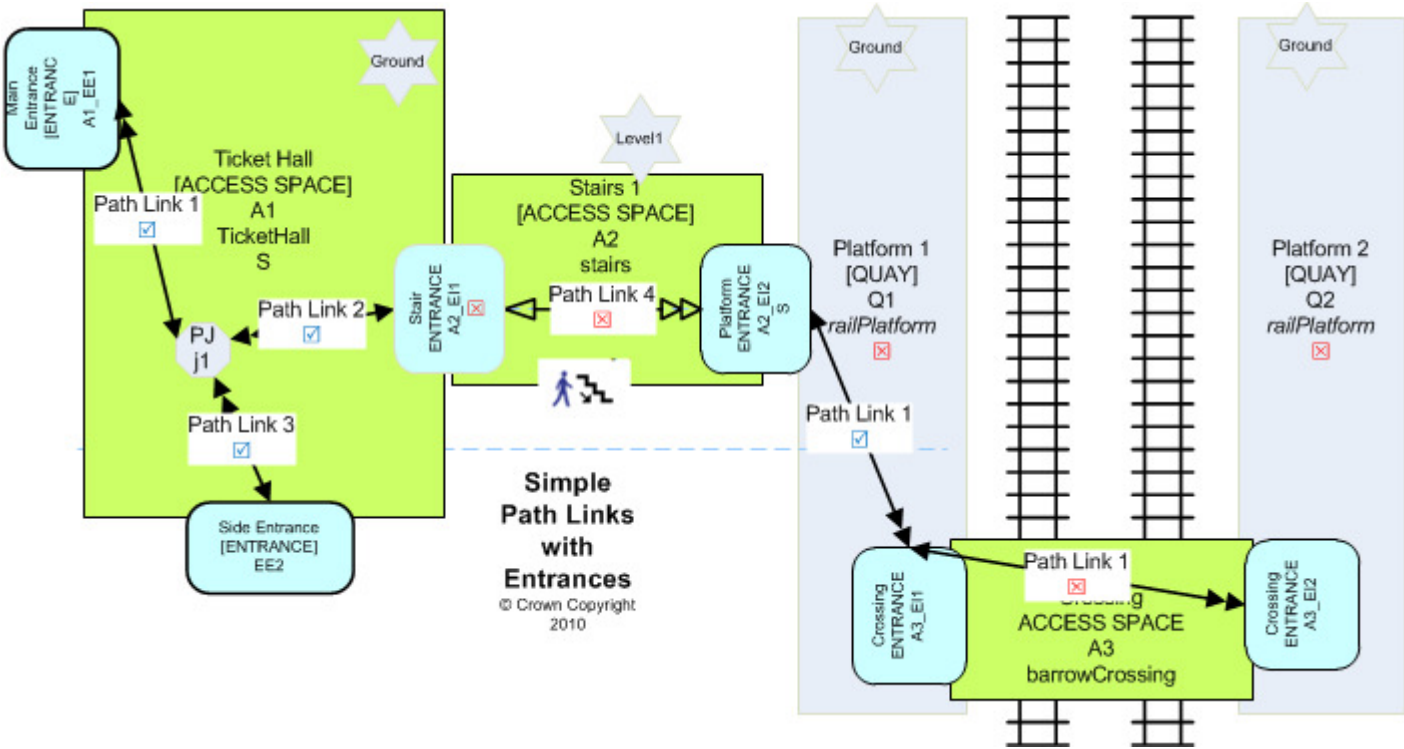 Main
Entrance
[ENTRANC
E]
A1_EE1
Ground
Ticket Hall
[ACCESS SPACE]
A1
TicketHall
S
Path Link 1
Path Link 2
PJ
j1
Path Link 3
Side Entrance
[ENTRANCE]
EE2
Stair
ENTRANCE
A2_EI1
Level1
Stairs 1
[ACCESS SPACE]
A2
stairs
Path Link 4
Platform
ENTRANCE
A2_EI2
S
Simple
Path Links
with
Entrances
© Crown Copyright
2010
Ground
Platform 1
[QUAY]
Q1
railPlatform
Path Link 1
Crossing
ENTRANCE
A3_EI1
Path Link 1
Crossing
ACCESS SPACE
A3
barrowCrossing
Ground
Platform 2
[QUAY]
Q2
railPlatform
Crossing
ENTRANCE
A3_EI2